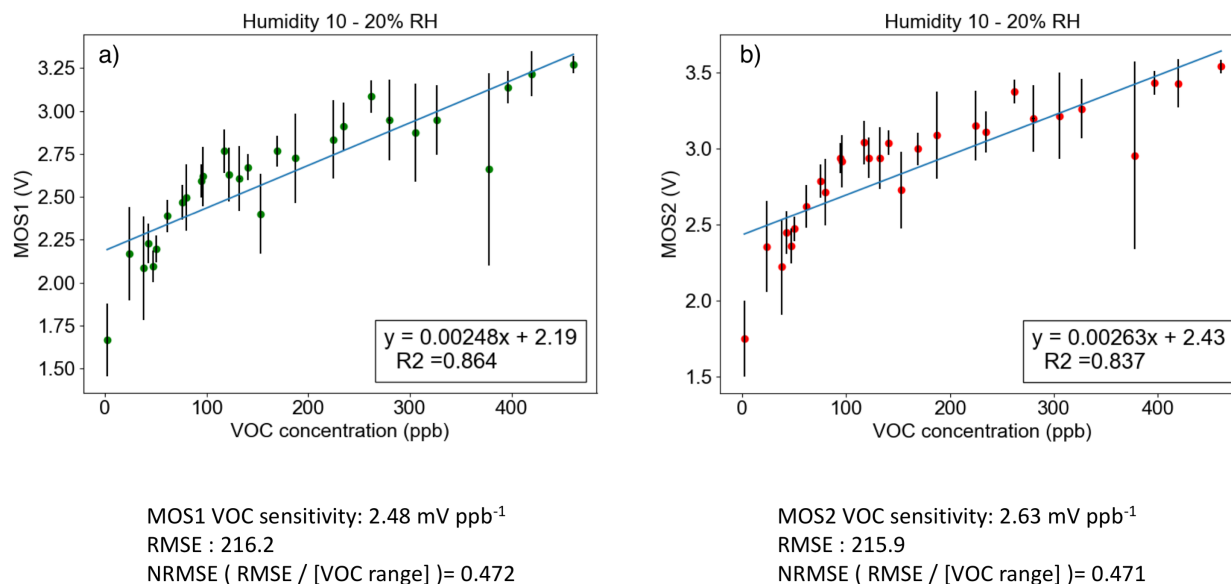 Humidity 10 - 20% RH
a)
3.25
3.00
2.75
2.50
2.25
2.00
1.75
1.50
MOS1 (V)
y = 0.00248x + 2.19
R2 =0.864
0 100 200 300 400
VOC concentration (ppb)
MOS1 VOC sensitivity: 2.48 mV ppb-1
RMSE : 216.2
NRMSE ( RMSE / [VOC range] )= 0.472
Humidity 10 - 20% RH
b)
3.5
3.0
2.5
2.0
1.5
MOS2 (V)
y = 0.00263x + 2.43
R2 =0.837
0 100 200 300 400
VOC concentration (ppb)
MOS2 VOC sensitivity: 2.63 mV ppb-1
RMSE : 215.9
NRMSE ( RMSE / [VOC range] )= 0.471